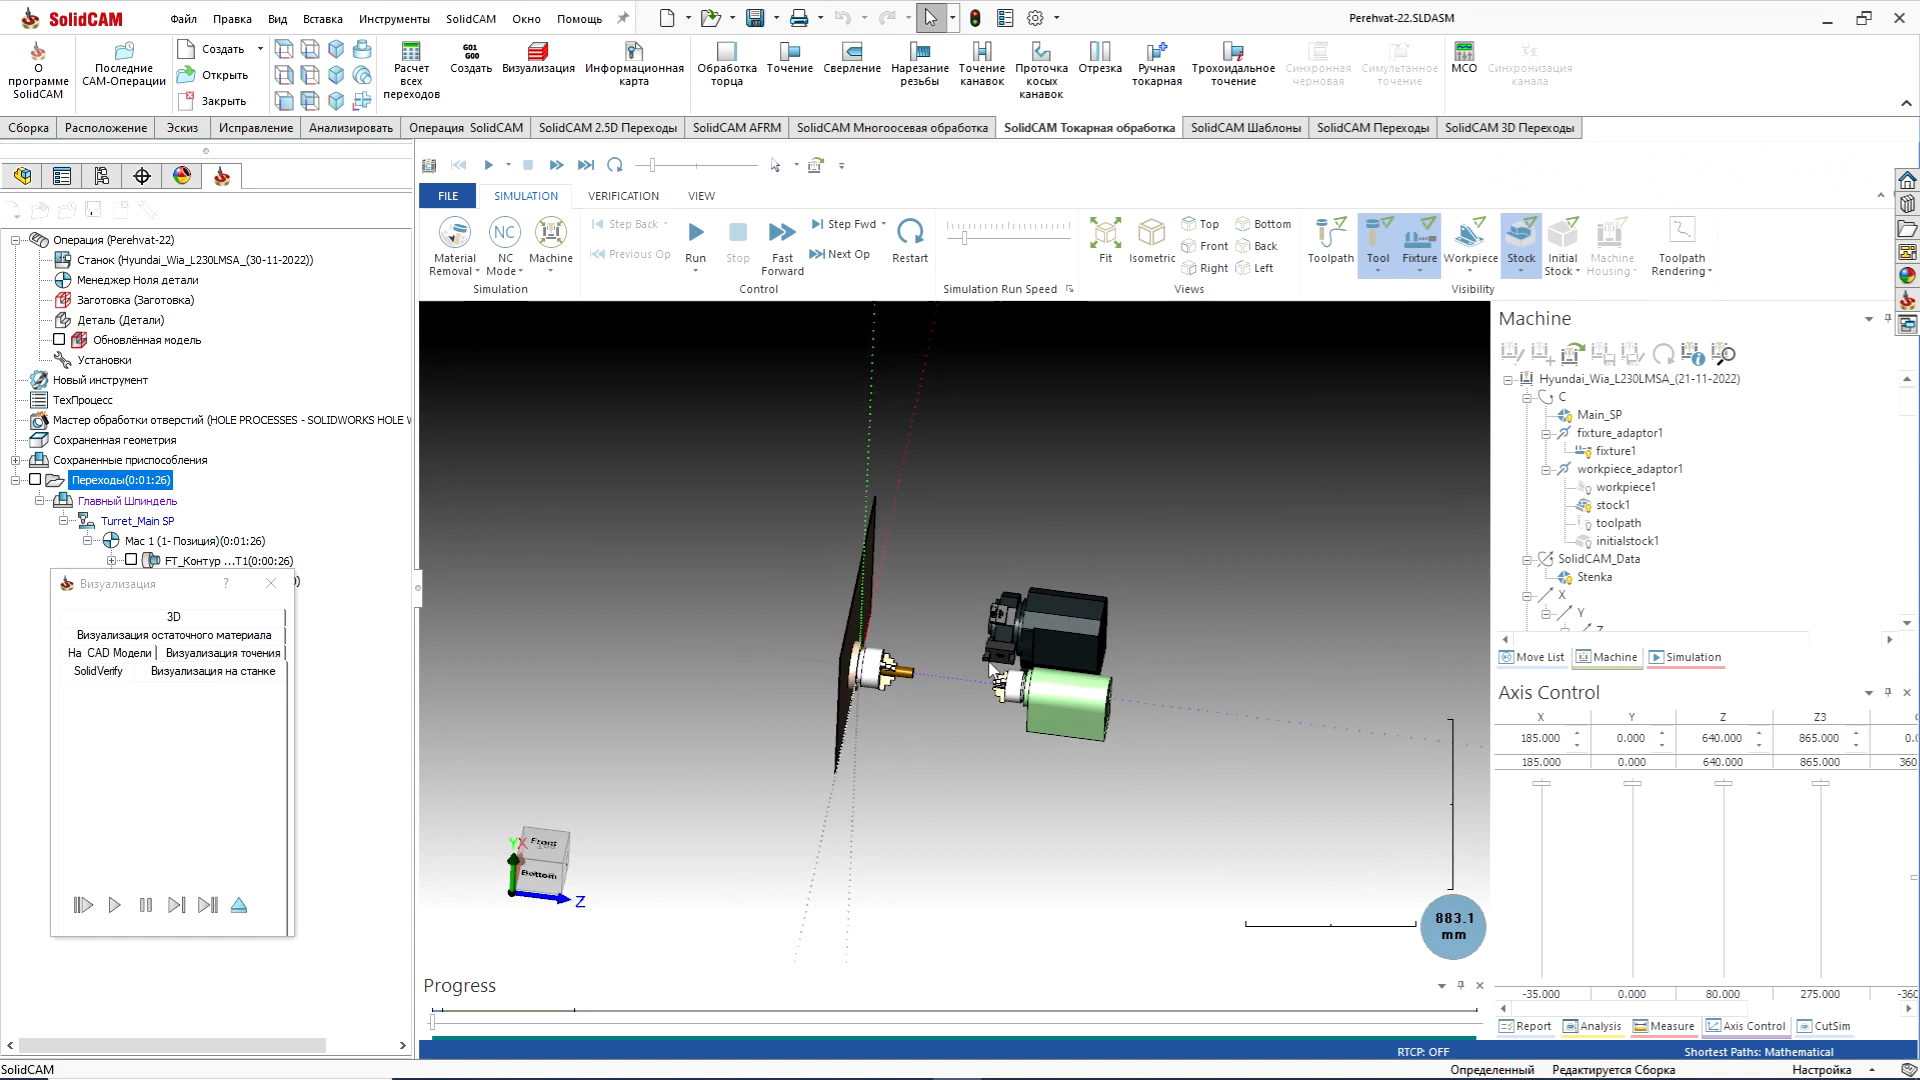 SolidCAM
Файл Правка Вид Вставка Инструменты SolidCAM Окно Помощь
Perehvat-22.SLDASM
О программе SolidCAM
Последние CAM-Операции
Создать
Открыть
Закрыть
Расчет всех переходов
G01 G00
Создать
Визуализация
Информационная карта
Обработка торца
Точение
Сверление
Нарезание резьбы
Точение канавок
Проточка косых канавок
Отрезка
Ручная токарная
Трохоидальное точение
Синхронная черновая
Симультанное точение
MCO
Синхронизация канала
Сборка Расположение Эскиз Исправление Анализировать Операция SolidCAM SolidCAM 2.5D Переходы SolidCAM AFRM SolidCAM Многоосевая обработка SolidCAM Токарная обработка SolidCAM Шаблоны SolidCAM Переходы SolidCAM 3D Переходы
FILE SIMULATION VERIFICATION VIEW
Material Removal
NC
NC Mode
Machine
Simulation
Step Back
Previous Op
Run
Stop
Fast Forward
Step Fwd
Next Op
Restart
Control
Simulation Run Speed
Fit
Isometric
Top
Front
Right
Bottom
Back
Left
Views
Toolpath
Tool
Fixture
Workpiece
Stock
Initial Stock
Machine Housing
Toolpath Rendering
Visibility
Операция (Perehvat-22)
Станок (Hyundai_Wia_L230LMSA_(30-11-2022))
Менеджер Ноля детали
Заготовка (Заготовка)
Деталь (Детали)
Обновлённая модель
Установки
Новый инструмент
ТехПроцесс
Мастер обработки отверстий (HOLE PROCESSES - SOLIDWORKS HOLE W
Сохраненная геометрия
Сохраненные приспособления
Переходы(0:01:26)
Главный Шпиндель
Turret_Main SP
Mac 1 (1- Позиция)(0:01:26)
FT_Контур ...T1(0:00:26)
Визуализация ?
3D
Визуализация остаточного материала
На CAD Модели Визуализация точения
SolidVerify Визуализация на станке
Front
Bottom
Y X
Z
883.1
mm
Machine
Hyundai_Wia_L230LMSA_(21-11-2022)
C
Main_SP
fixture_adaptor1
fixture1
workpiece_adaptor1
workpiece1
stock1
toolpath
initialstock1
SolidCAM_Data
Stenka
X
Y
Z
Move List Machine Simulation
Axis Control
X Y Z Z3
185.000 0.000 640.000 865.000 0.0
185.000 0.000 640.000 865.000 360
-35.000 0.000 80.000 275.000 -360
Report Analysis Measure Axis Control CutSim
Progress
RTCP: OFF Shortest Paths: Mathematical
SolidCAM Определенный Редактируется Сборка Настройка